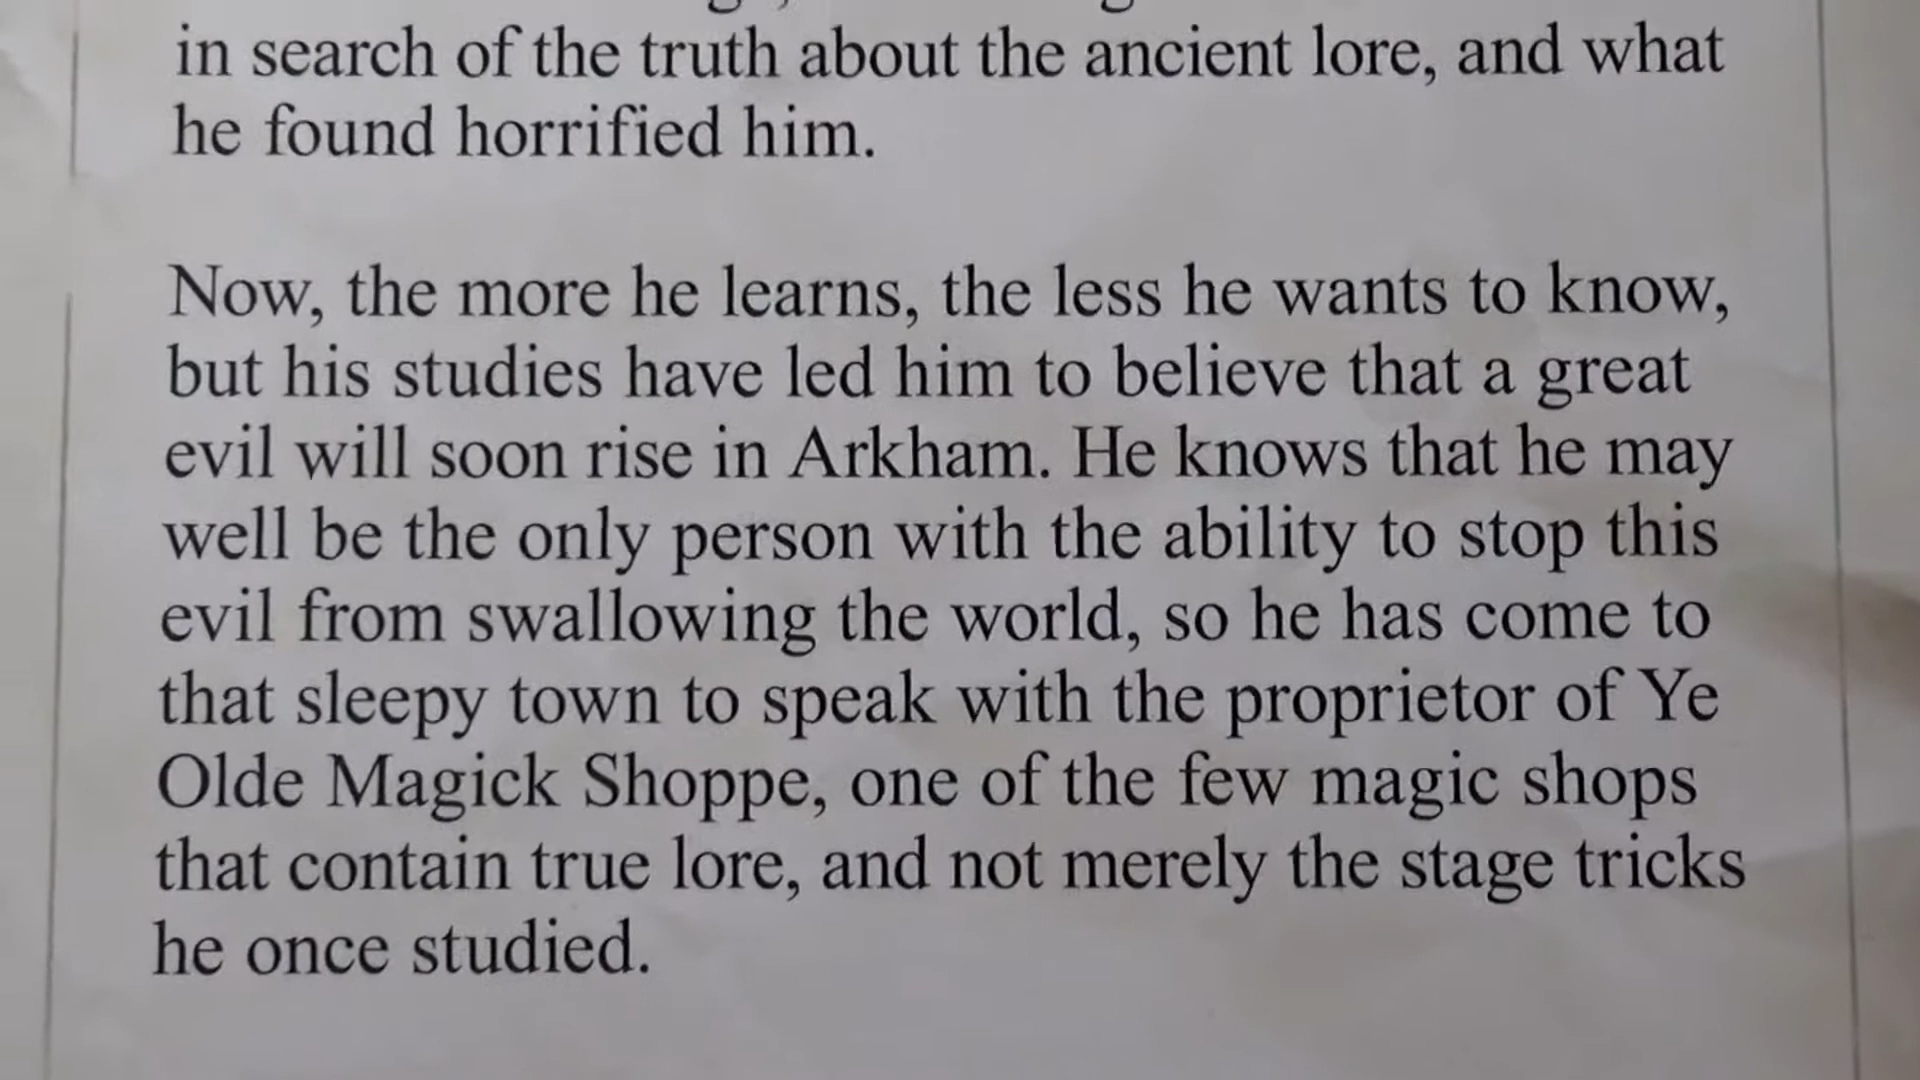 in search of the truth about the ancient lore, and what
he found horrified him.
Now, the more he learns, the less he wants to know,
but his studies have led him to believe that a great
evil will soon rise in Arkham. He knows that he may
well be the only person with the ability to stop this
evil from swallowing the world, so he has come to
that sleepy town to speak with the proprietor of Ye
Olde Magick Shoppe, one of the few magic shops
that contain true lore, and not merely the stage tricks
he once studied.